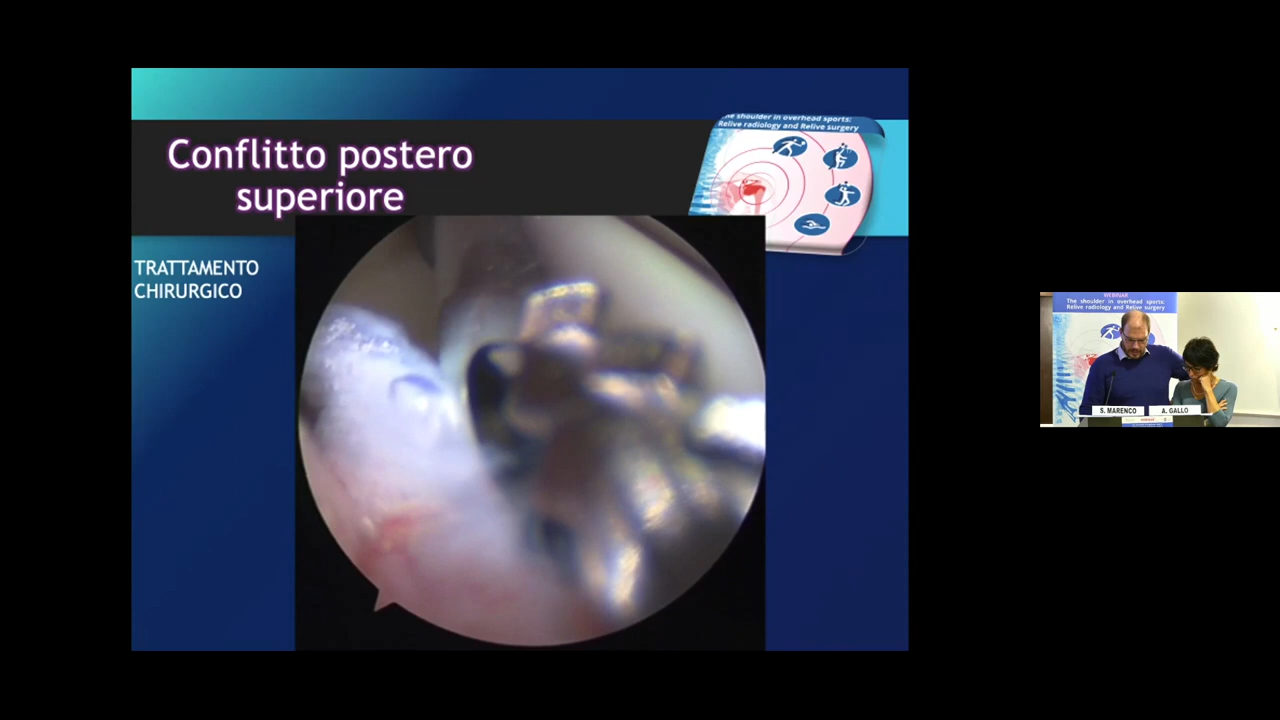 Conflitto postero
superiore
The shoulder in overhead sports:
Relive radiology and Relive surgery
TRATTAMENTO
CHIRURGICO
WEBINAR
The shoulder in overhead sports:
Relive radiology and Relive surgery
S. MARENCO
A. GALLO